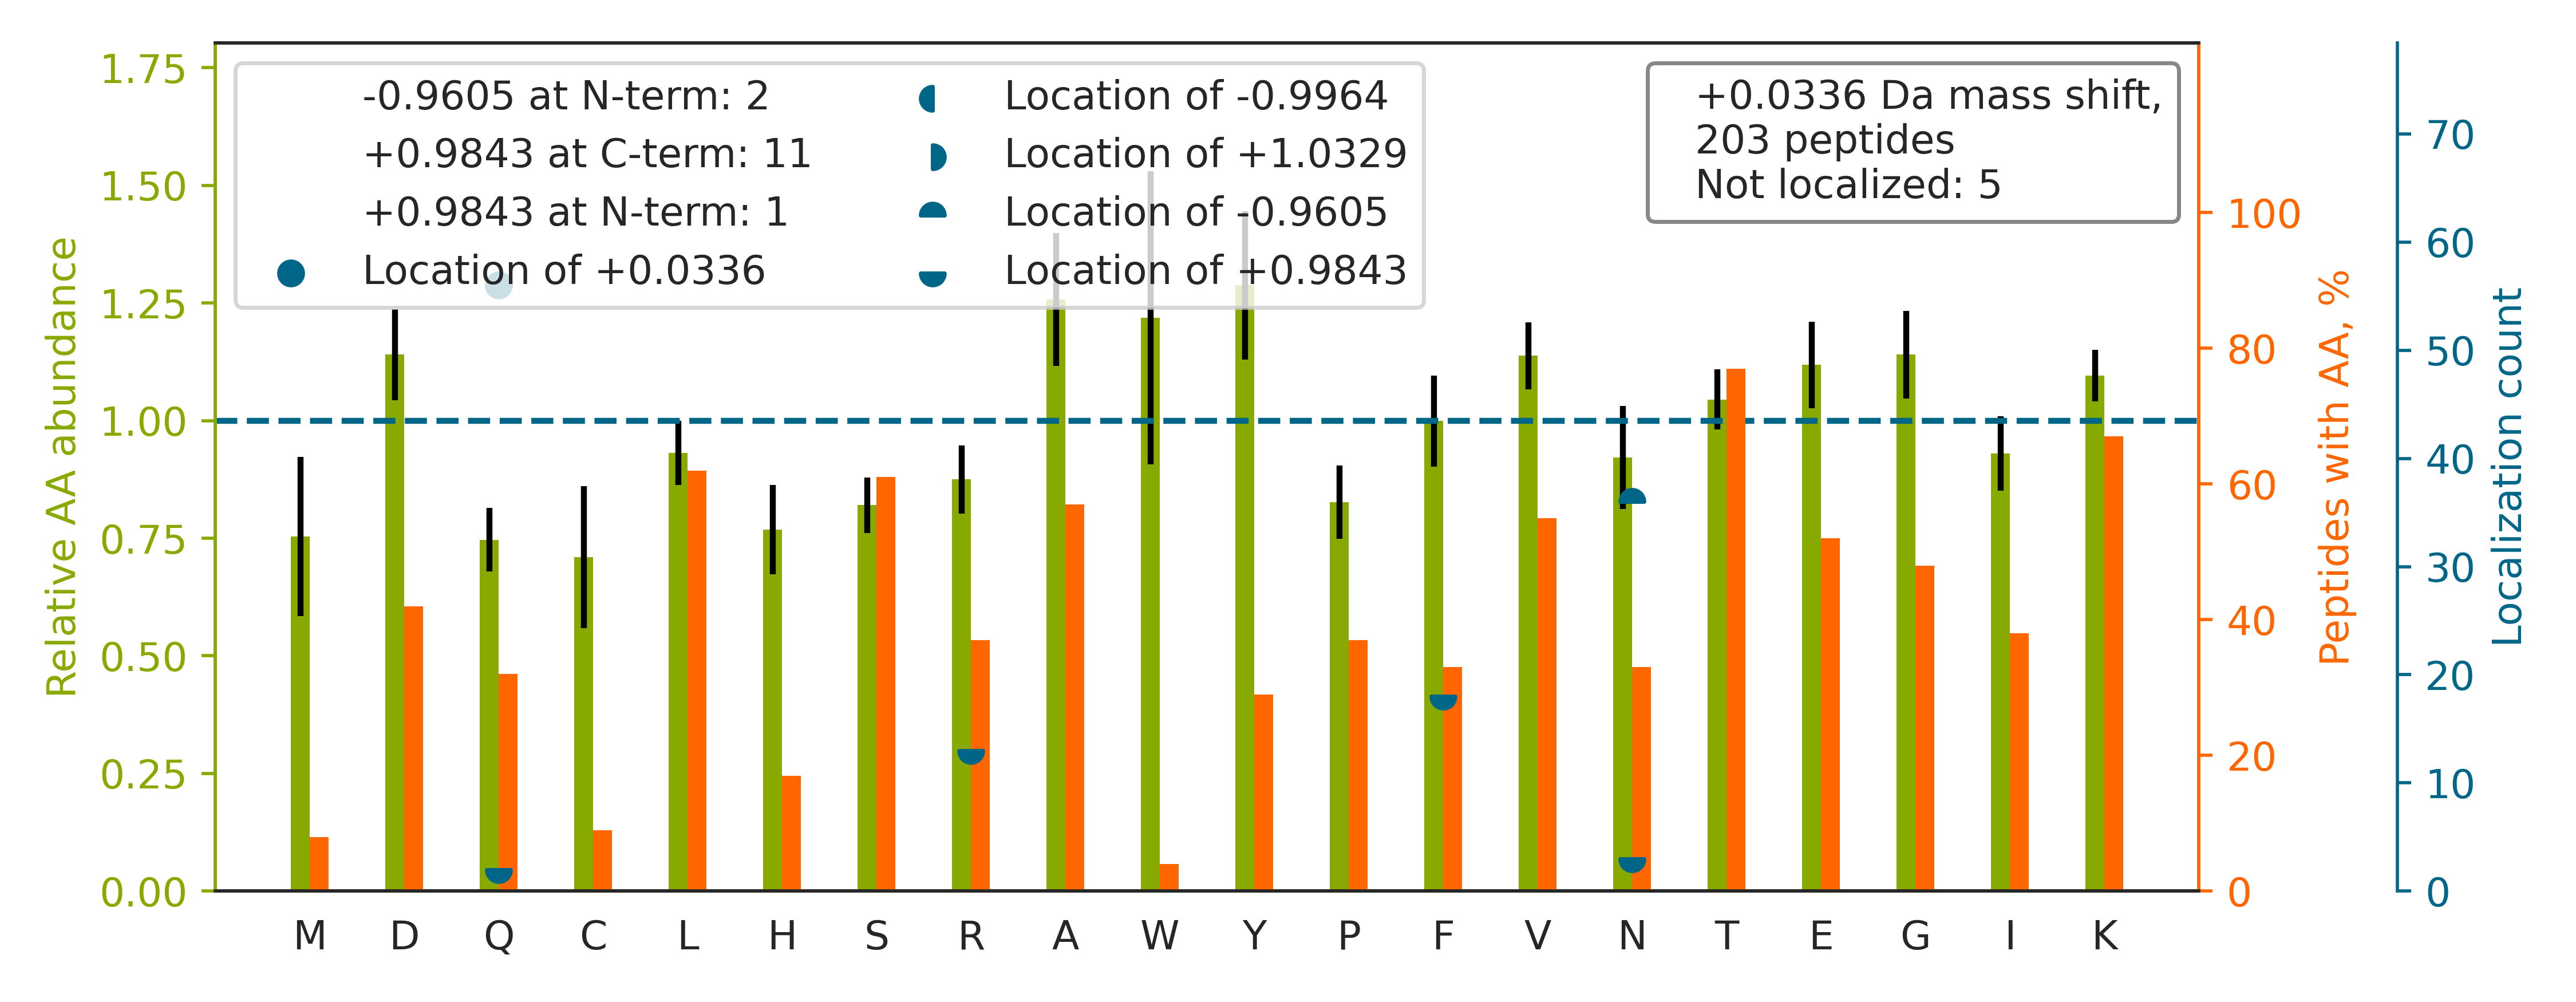 -0.9605 at N-term: 2
+0.9843 at C-term: 11
+0.9843 at N-term: 1
Location of +0.0336
Location of -0.9964
Location of +1.0329
Location of -0.9605
Location of +0.9843
+0.0336 Da mass shift,
203 peptides
Not localized: 5
Relative AA abundance
1.75
1.50
1.25
1.00
0.75
0.50
0.25
0.00
M D Q C L H S R A W Y P F V N T E G I K
100
80
60
40
20
0
Peptides with AA, %
70
60
50
40
30
20
10
0
Localization count